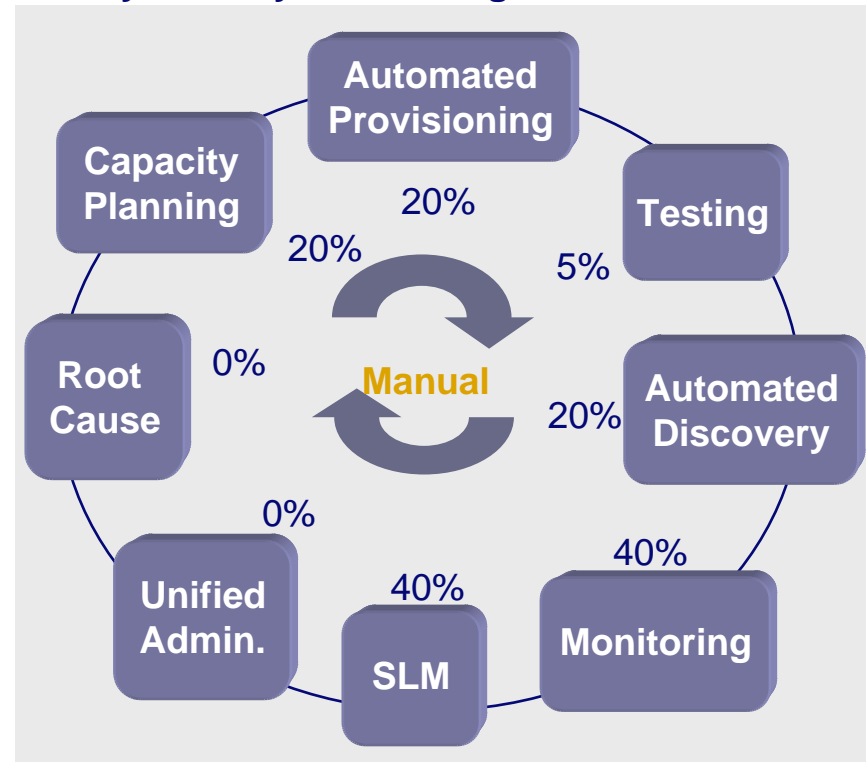 Automated
Provisioning
Capacity
Planning
Testing
20%
20%
5%
0%
Manual
Root
Cause
20%
Automated
Discovery
0%
40%
40%
Unified
Admin.
SLM
Monitoring